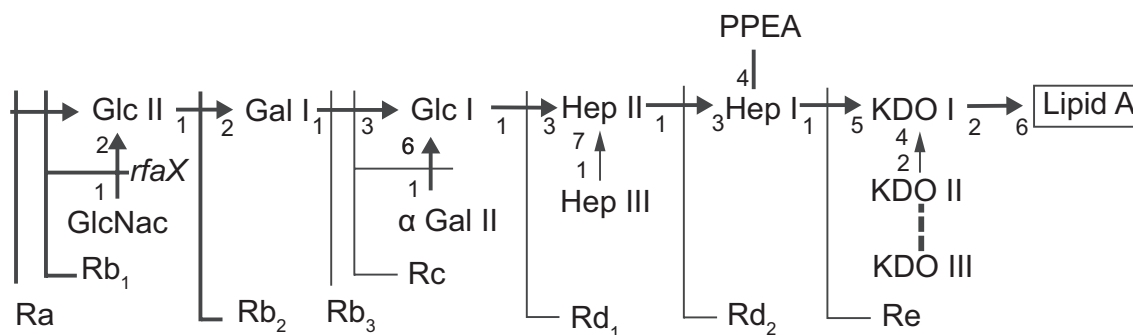 PPEA
4
Glc II 1 2 Gal I 1 3 Glc I 1 3 Hep II 1 3 Hep I 1 5 KDO I 2 6 Lipid A
2 rfaX 6 7 4
1 1 1 2
GlcNac α Gal II Hep III KDO II
Rb1 Rc KDO III
Ra Rb2 Rb3 Rd1 Rd2 Re